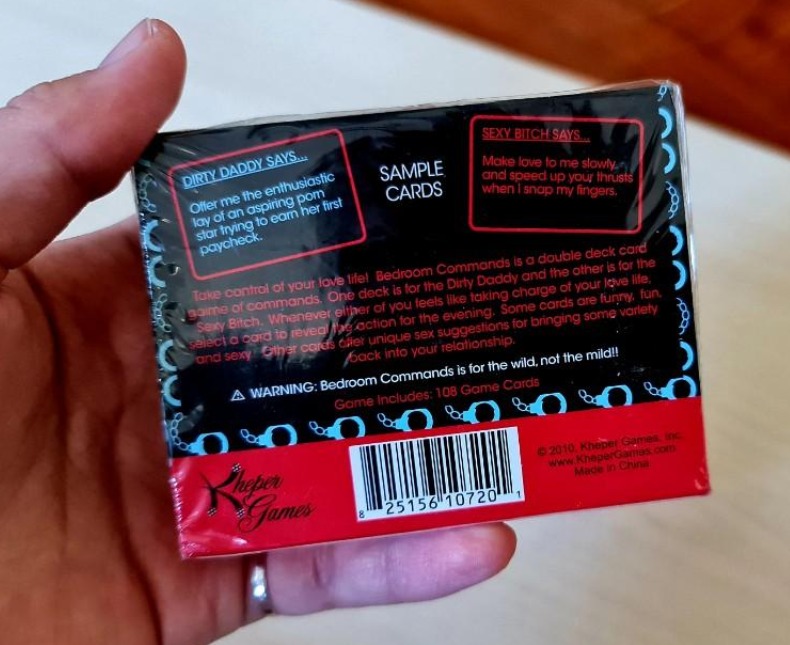 DIRTY DADDY SAYS...
Offer me the enthusiastic
lay of an aspiring porn
star trying to earn her first
paycheck.
SAMPLE
CARDS
SEXY BITCH SAYS...
Make love to me slowly,
and speed up your thrusts
when I snap my fingers.
Take control of your love life! Bedroom Commands is a double deck card
game of commands. One deck is for the Dirty Daddy and the other is for the
Sexy Bitch. Whenever either of you feels like taking charge of your love life,
select a card to reveal the action for the evening. Some cards are funny, fun,
and sexy. Other cards offer unique sex suggestions for bringing some variety
back into your relationship.
⚠ WARNING: Bedroom Commands is for the wild, not the mild!!
Game Includes: 108 Game Cards
Kheper
Games
8 25156 10720 1
© 2010, Kheper Games, Inc.
www.KheperGames.com
Made in China